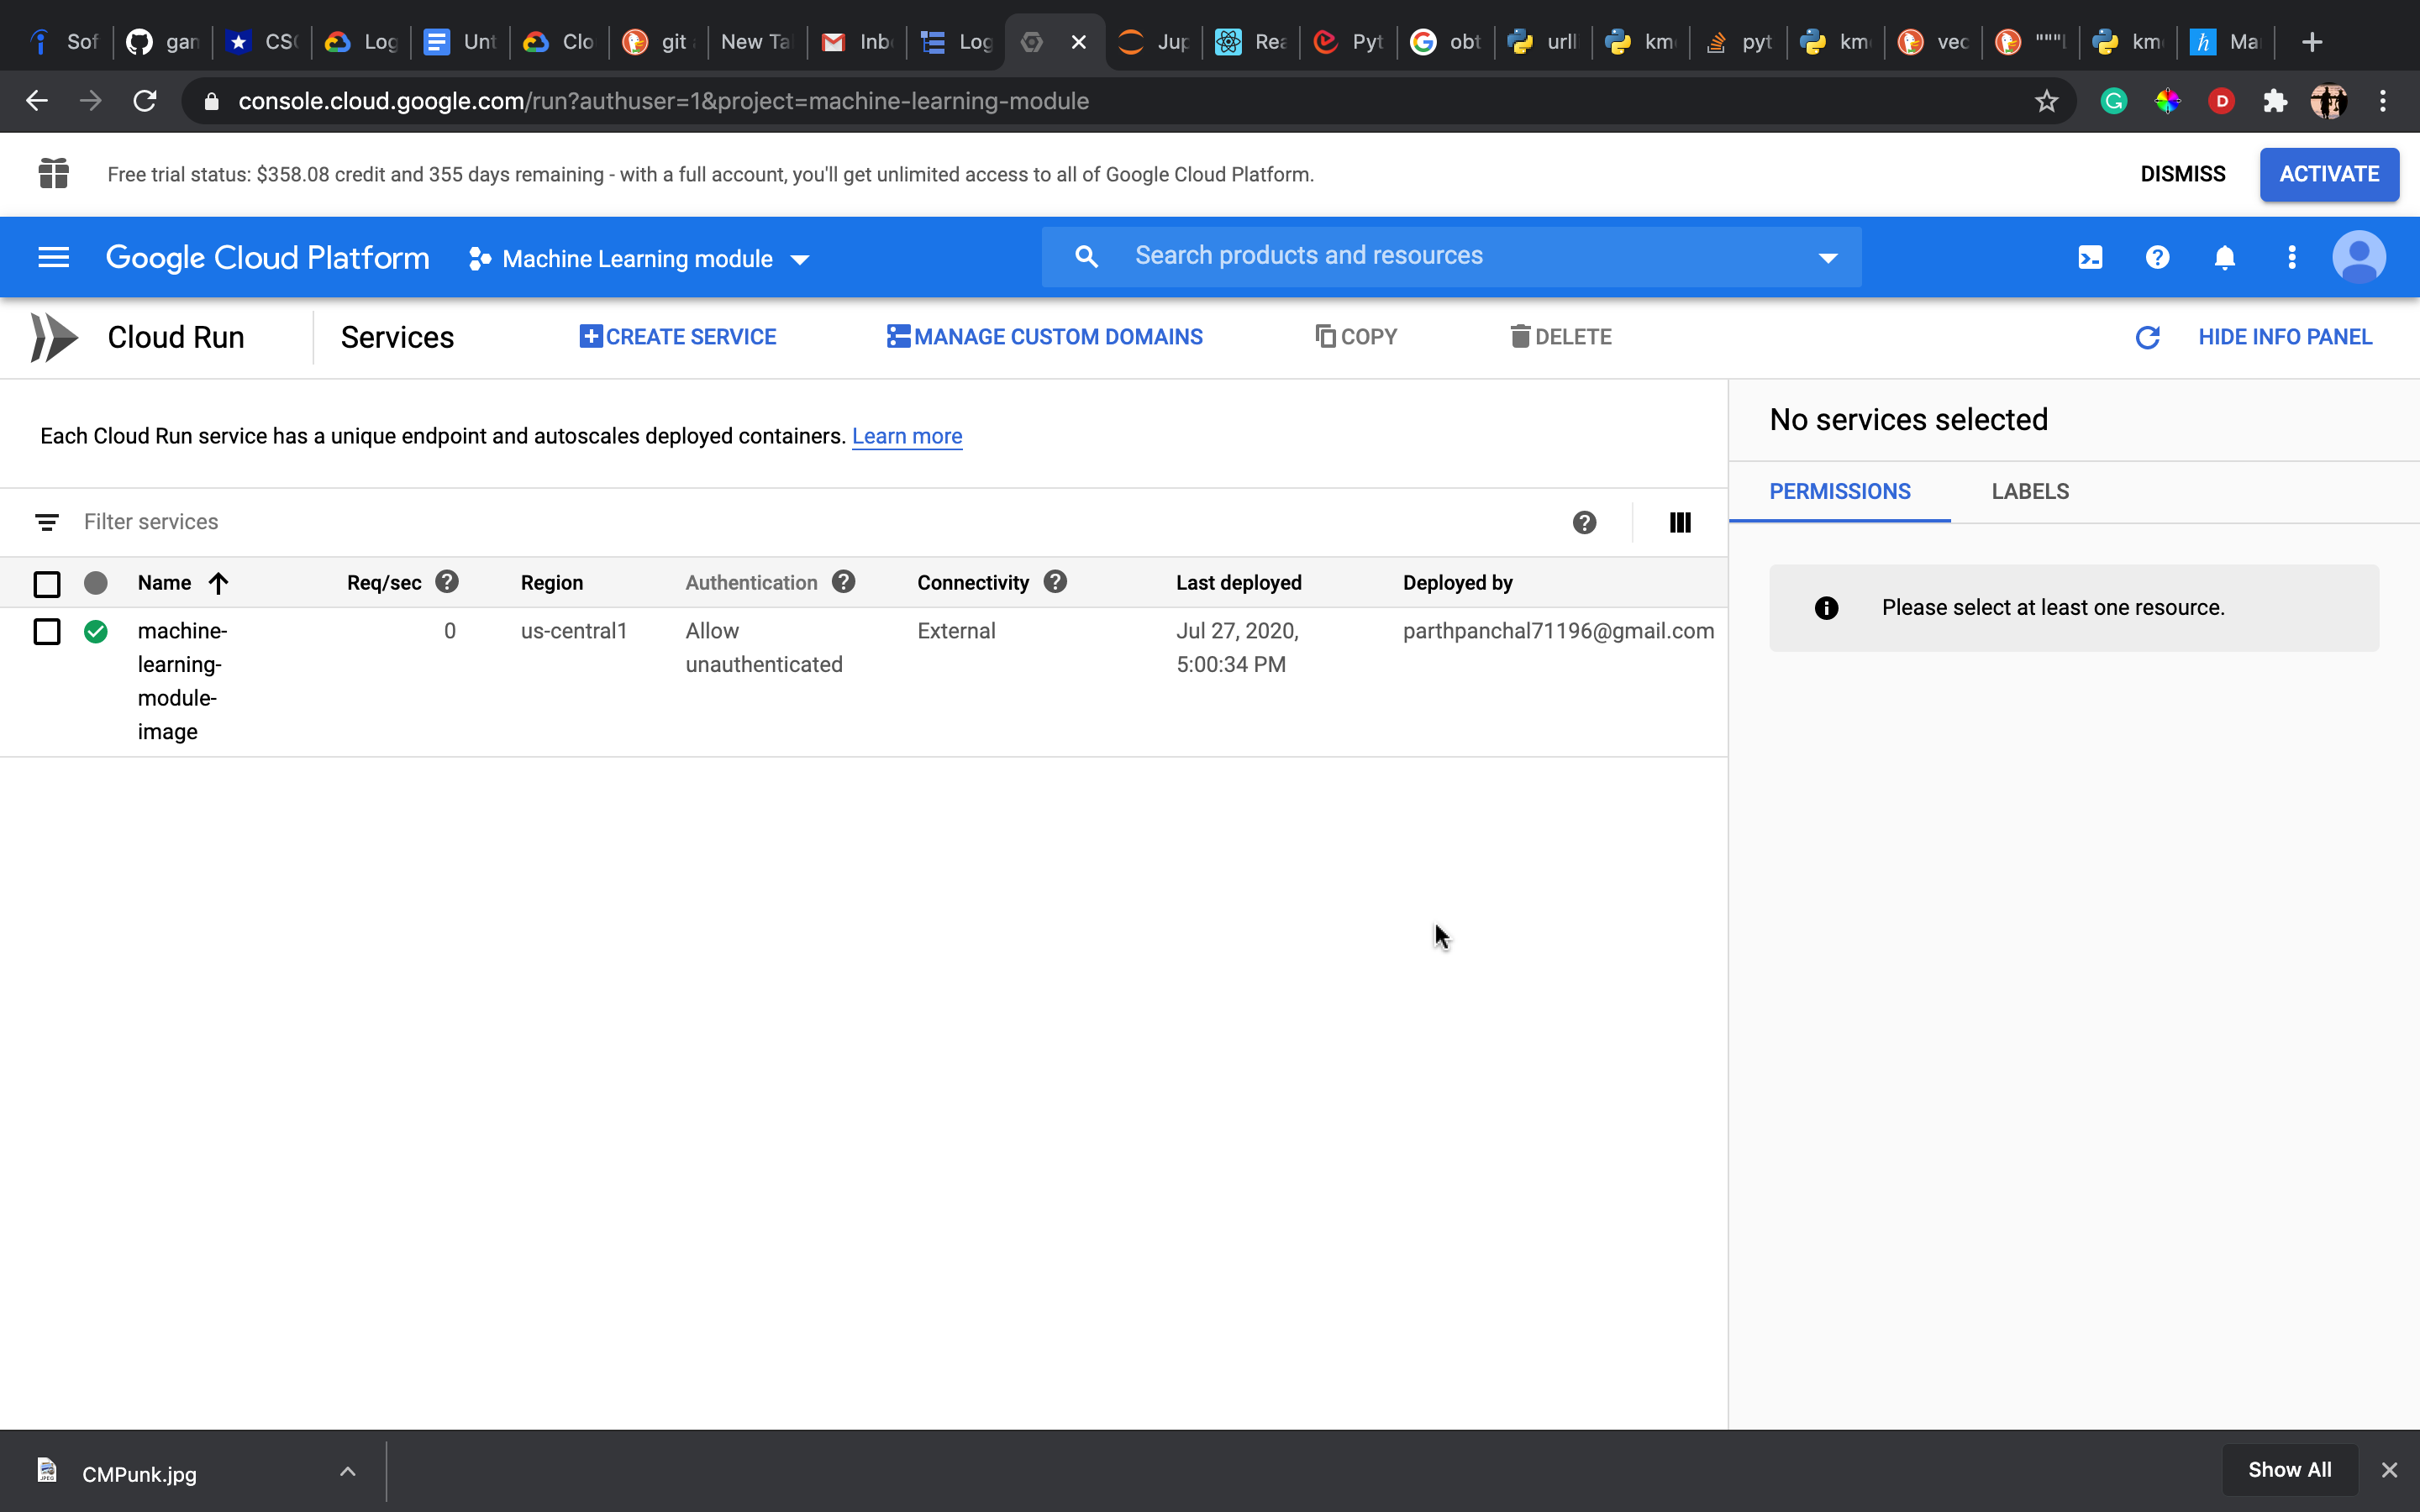 Sof
gan
CS
Log
Unt
Clo
git
New Ta
Inb
Log
Jup
Rea
Pyt
obt
urll
km
pyt
km
vec
"""
km
Ma
console.cloud.google.com/run?authuser=1&project=machine-learning-module
Free trial status: $358.08 credit and 355 days remaining - with a full account, you'll get unlimited access to all of Google Cloud Platform.
DISMISS
ACTIVATE
Google Cloud Platform
Machine Learning module
Search products and resources
Cloud Run
Services
CREATE SERVICE
MANAGE CUSTOM DOMAINS
COPY
DELETE
HIDE INFO PANEL
Each Cloud Run service has a unique endpoint and autoscales deployed containers. Learn more
Filter services
Name
Req/sec
Region
Authentication
Connectivity
Last deployed
Deployed by
machine-
learning-
module-
image
0
us-central1
Allow
unauthenticated
External
Jul 27, 2020,
5:00:34 PM
parthpanchal71196@gmail.com
No services selected
PERMISSIONS
LABELS
Please select at least one resource.
CMPunk.jpg
Show All